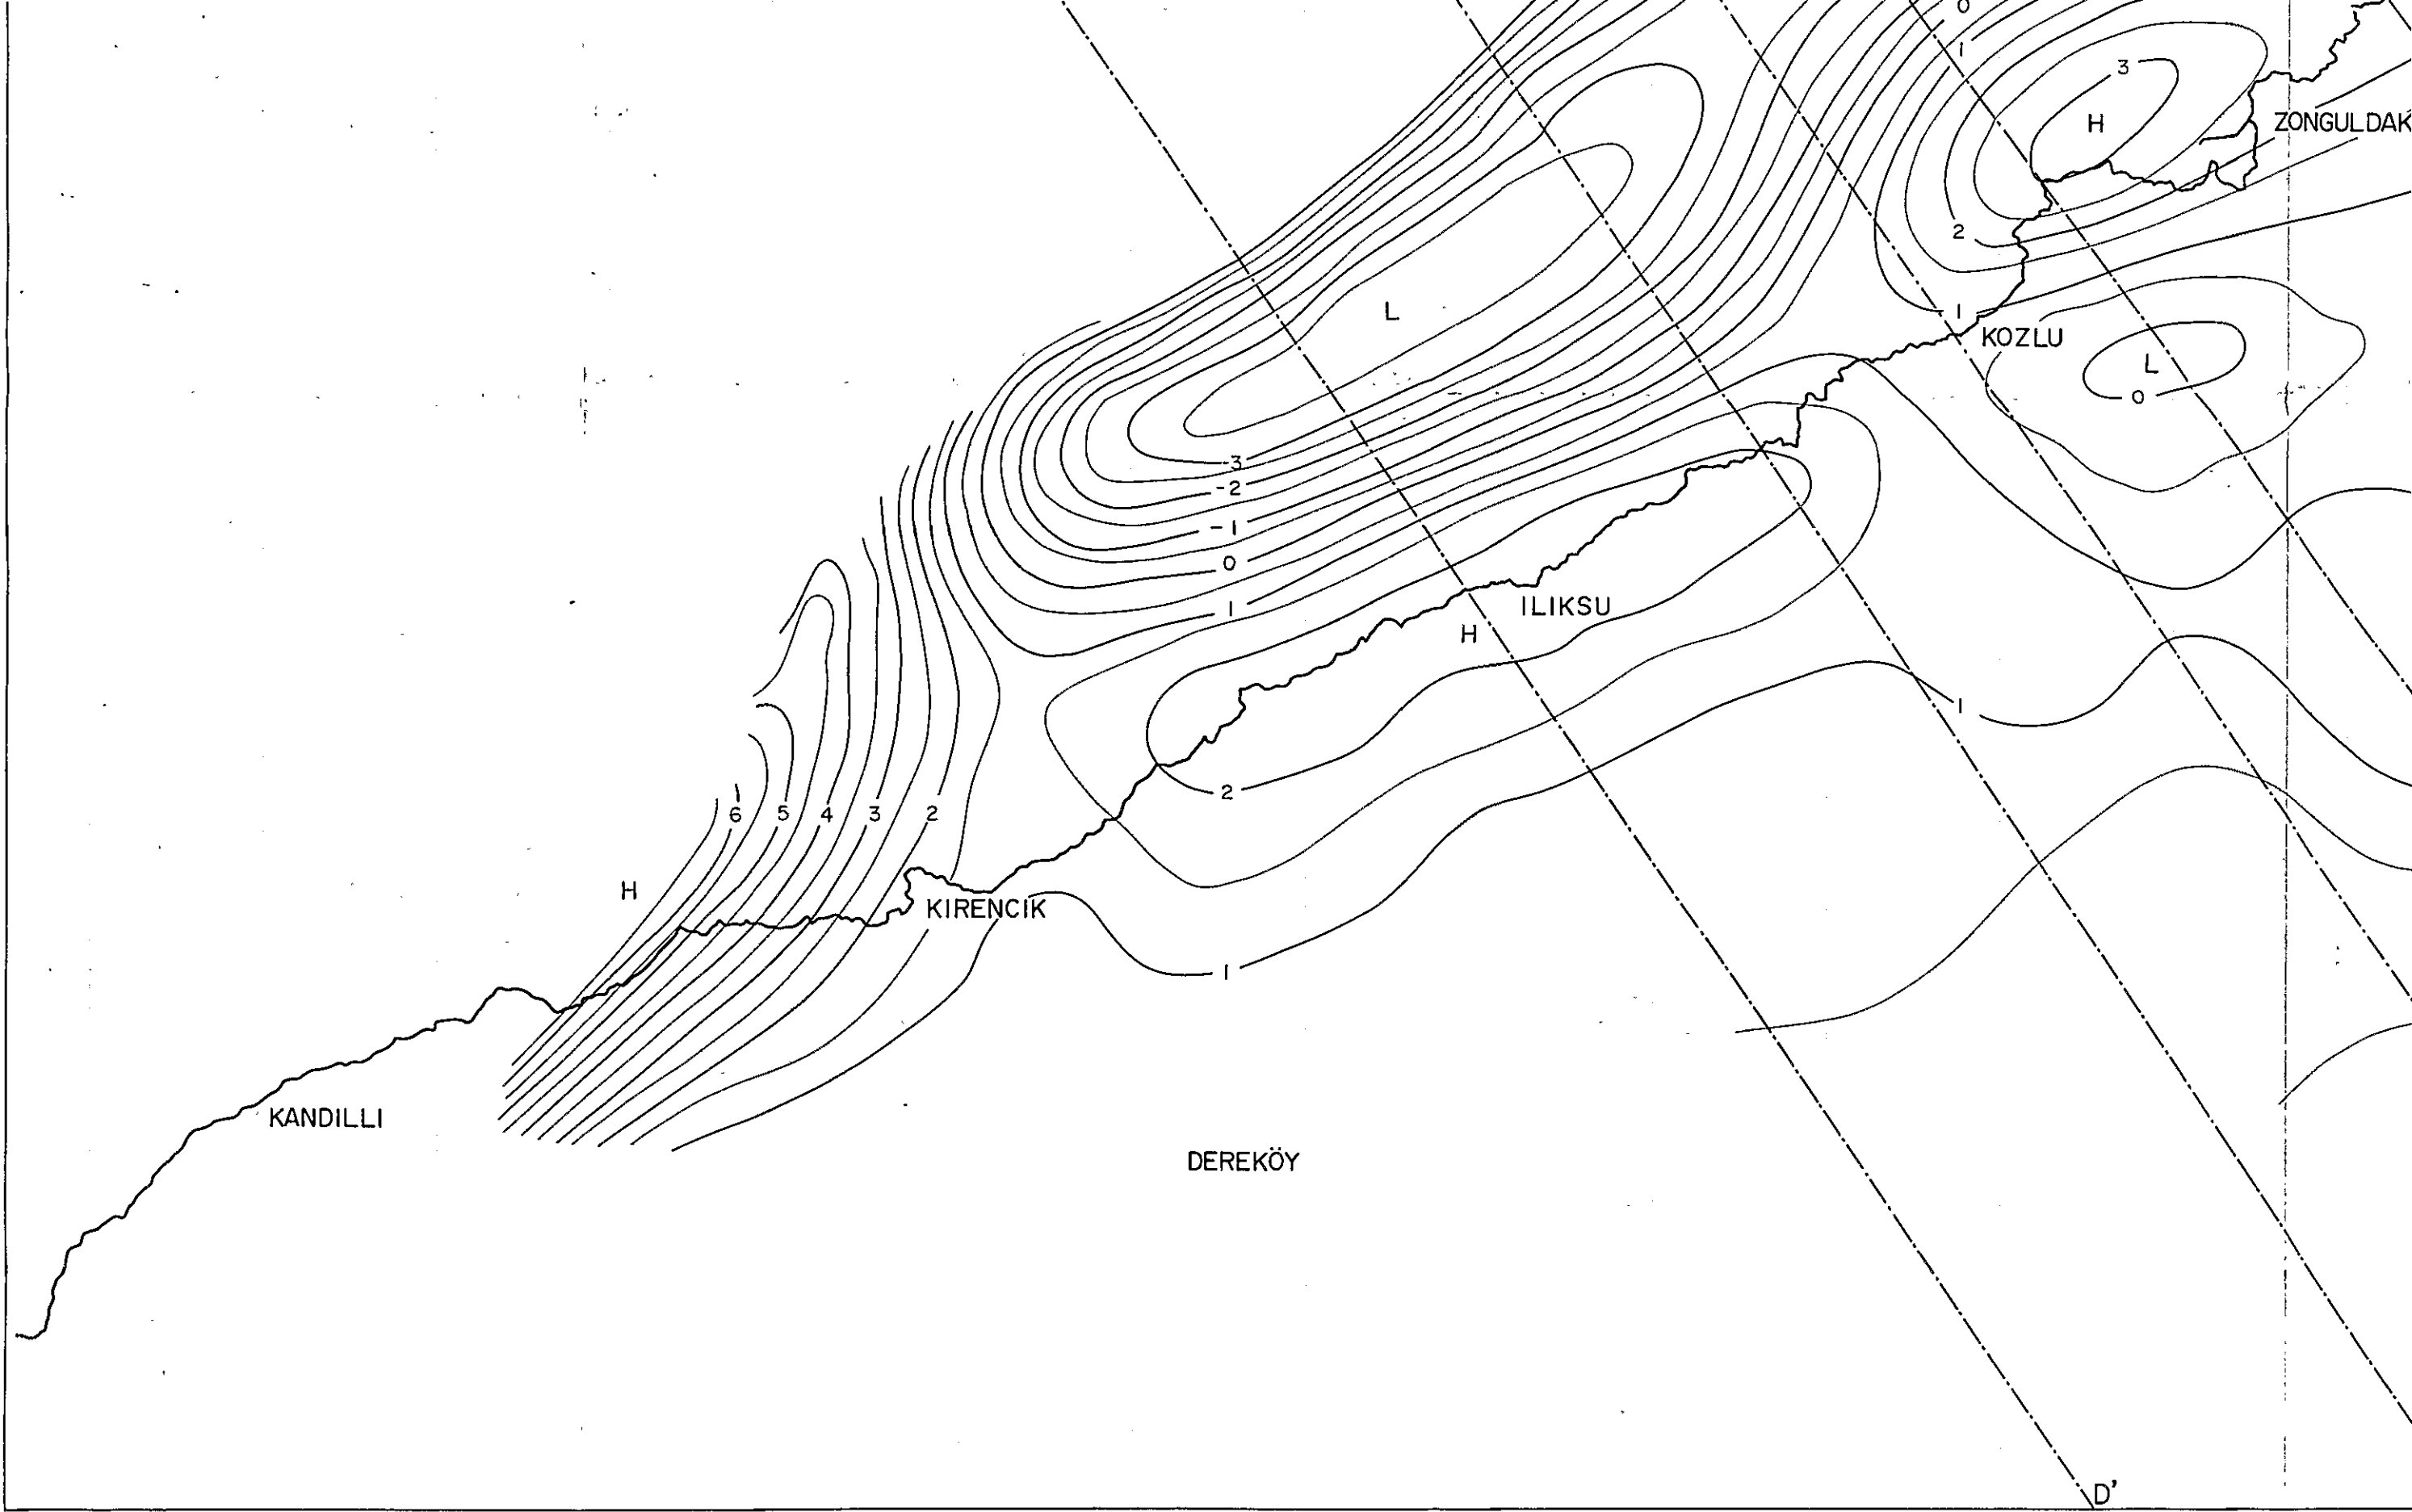 0
1
3
H
ZONGULDAK
2
L
1
KOZLU
L
0
-3
-2
-1
0
1
ILIKSU
H
1
2
6 5 4 3 2
H
KIRENCIK
1
KANDILLI
DEREKÖY
D'